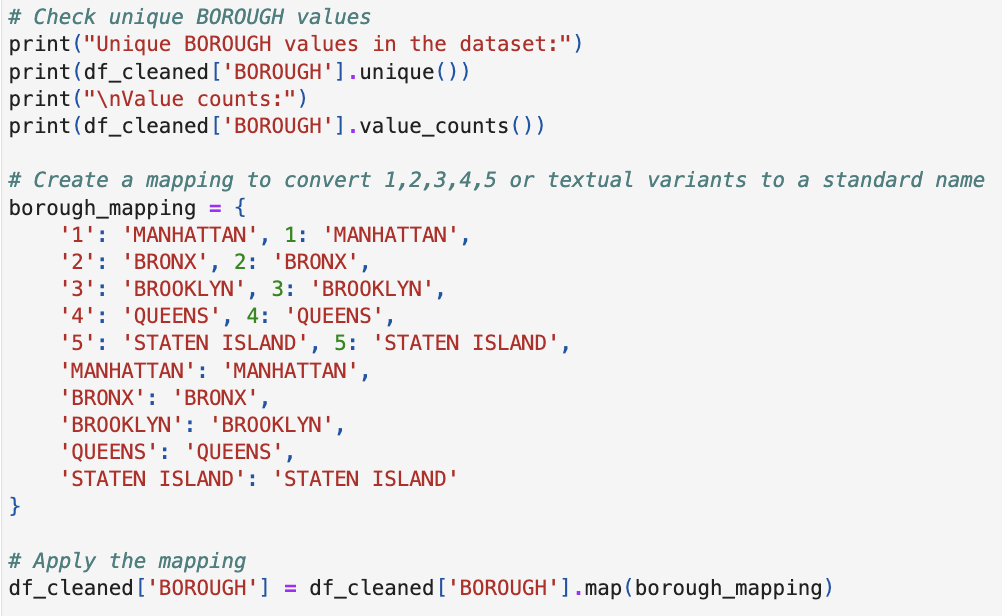 # Check unique BOROUGH values
print("Unique BOROUGH values in the dataset:")
print(df_cleaned['BOROUGH'].unique())
print("\nValue counts:")
print(df_cleaned['BOROUGH'].value_counts())

# Create a mapping to convert 1,2,3,4,5 or textual variants to a standard name
borough_mapping = {
    '1': 'MANHATTAN', 1: 'MANHATTAN',
    '2': 'BRONX', 2: 'BRONX',
    '3': 'BROOKLYN', 3: 'BROOKLYN',
    '4': 'QUEENS', 4: 'QUEENS',
    '5': 'STATEN ISLAND', 5: 'STATEN ISLAND',
    'MANHATTAN': 'MANHATTAN',
    'BRONX': 'BRONX',
    'BROOKLYN': 'BROOKLYN',
    'QUEENS': 'QUEENS',
    'STATEN ISLAND': 'STATEN ISLAND'
}

# Apply the mapping
df_cleaned['BOROUGH'] = df_cleaned['BOROUGH'].map(borough_mapping)